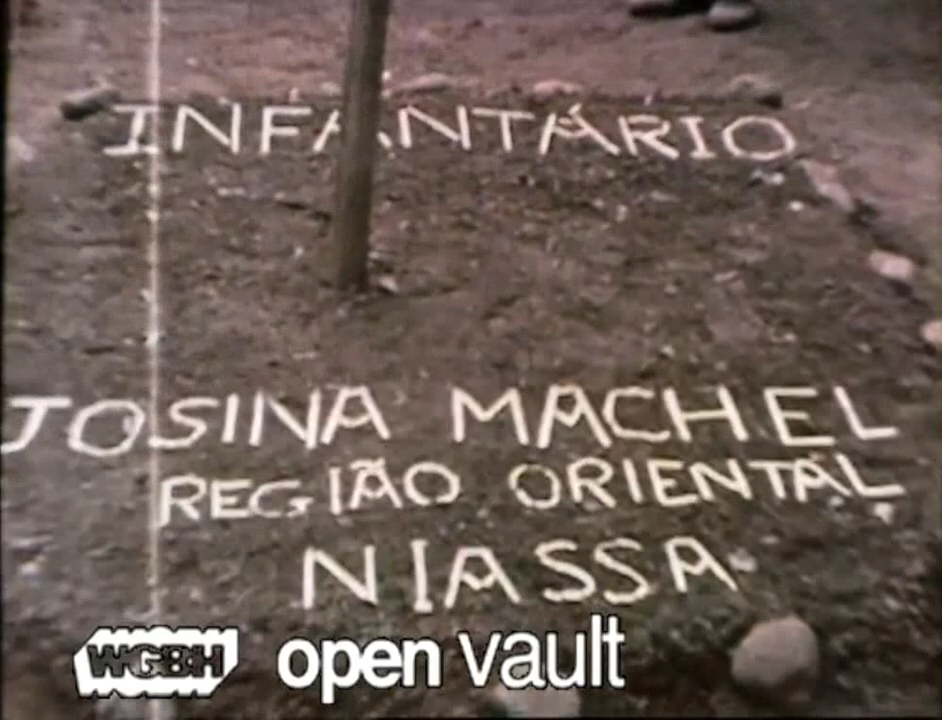 INFANTÁRIO
JOSINA MACHEL
REGIÃO ORIENTAL
NIASSA
WGBH open vault